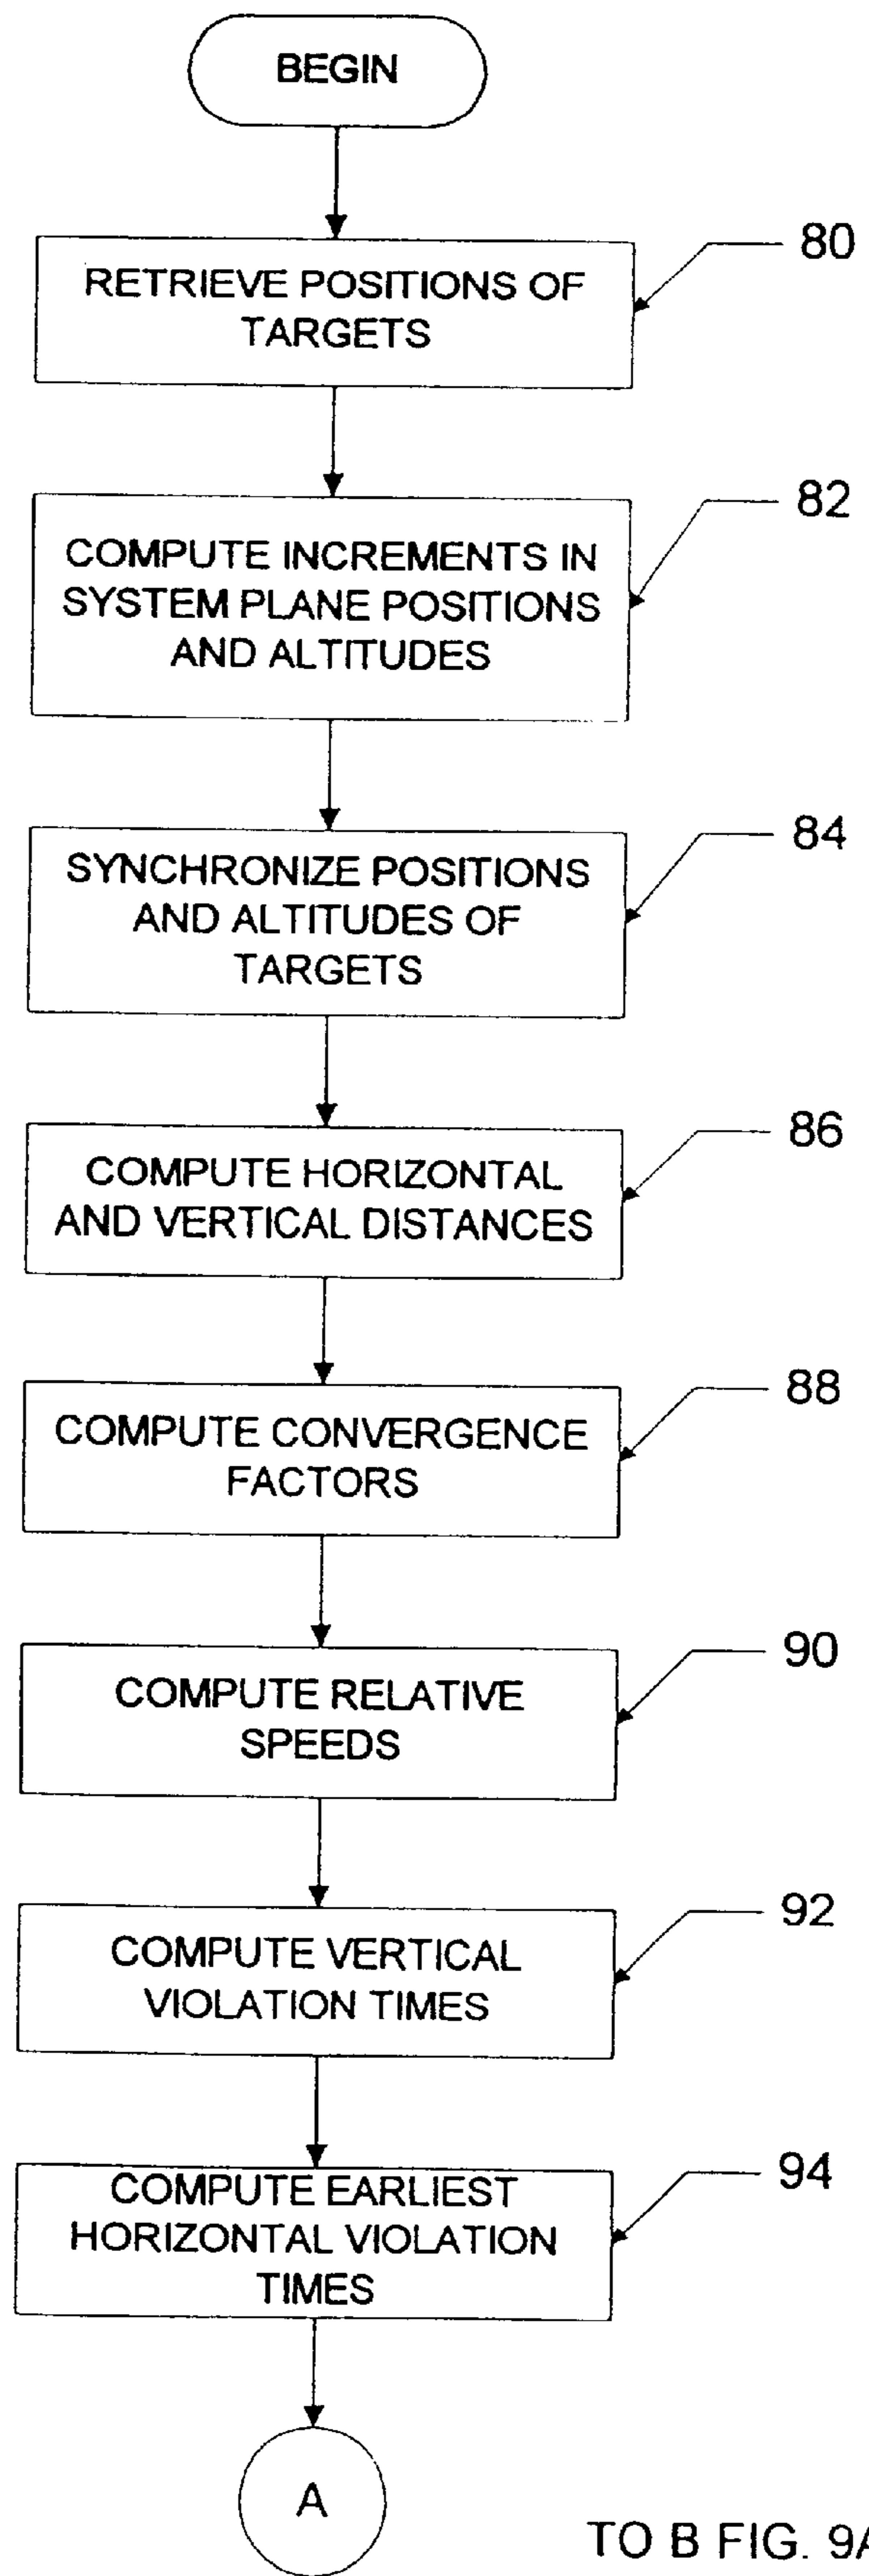 BEGIN
RETRIEVE POSITIONS OF
TARGETS
80
COMPUTE INCREMENTS IN
SYSTEM PLANE POSITIONS
AND ALTITUDES
82
SYNCHRONIZE POSITIONS
AND ALTITUDES OF
TARGETS
84
COMPUTE HORIZONTAL
AND VERTICAL DISTANCES
86
COMPUTE CONVERGENCE
FACTORS
88
COMPUTE RELATIVE
SPEEDS
90
COMPUTE VERTICAL
VIOLATION TIMES
92
COMPUTE EARLIEST
HORIZONTAL VIOLATION
TIMES
94
A
TO B FIG. 9A